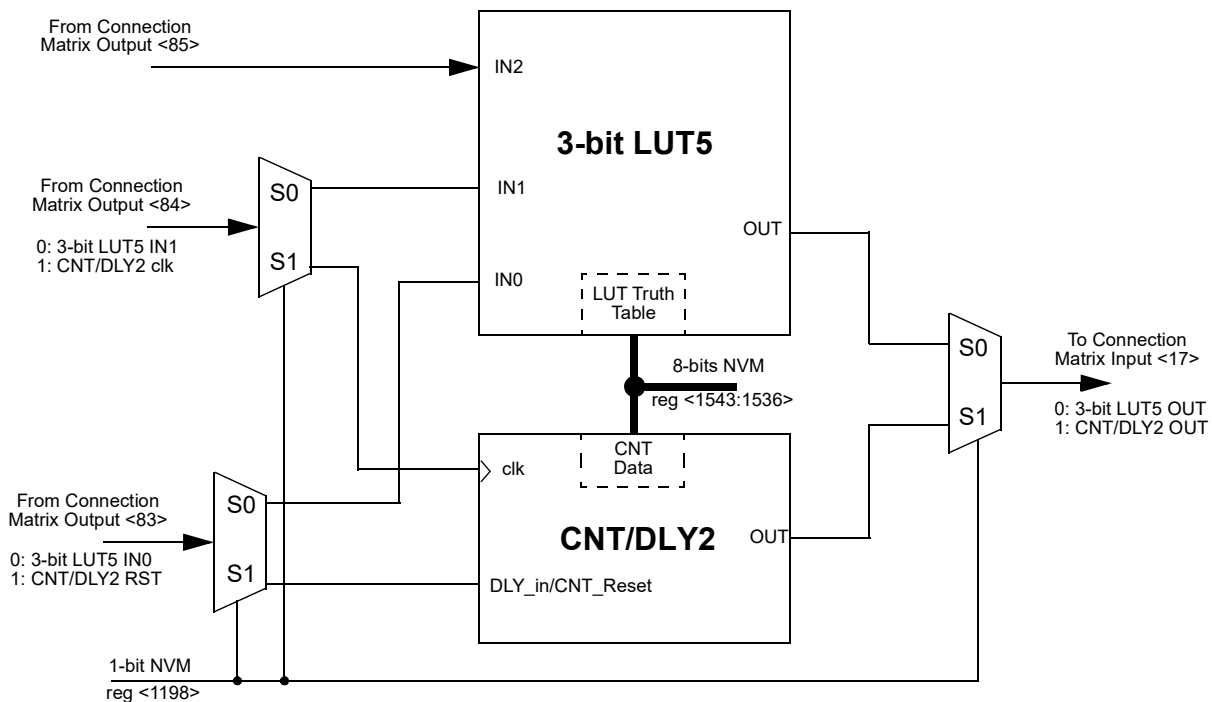 From Connection
Matrix Output <85>
IN2
3-bit LUT5
From Connection
Matrix Output <84>
S0
IN1
0: 3-bit LUT5 IN1
1: CNT/DLY2 clk
S1
OUT
IN0
LUT Truth
Table
S0
To Connection
Matrix Input <17>
8-bits NVM
reg <1543:1536>
0: 3-bit LUT5 OUT
1: CNT/DLY2 OUT
S1
CNT
Data
clk
From Connection
Matrix Output <83>
S0
CNT/DLY2
OUT
0: 3-bit LUT5 IN0
1: CNT/DLY2 RST
S1
DLY_in/CNT_Reset
1-bit NVM
reg <1198>